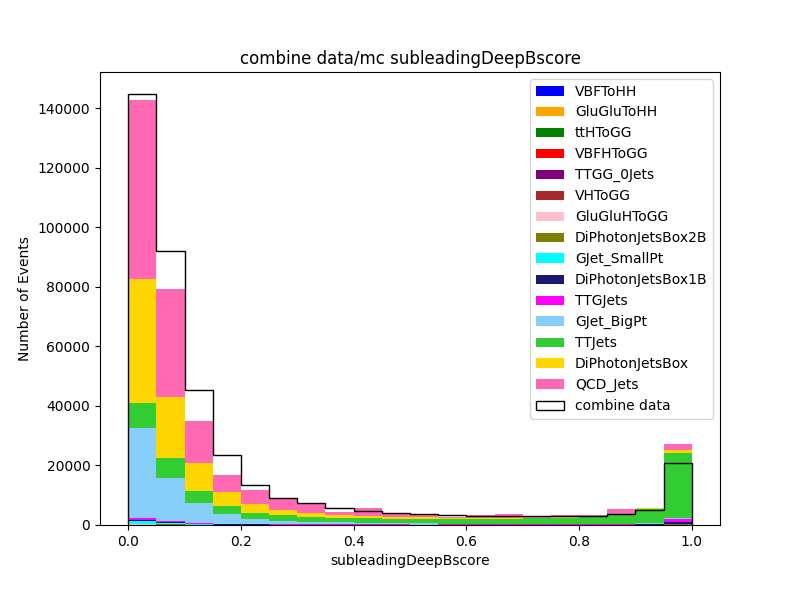 combine data/mc subleadingDeepBscore
Number of Events
140000
120000
100000
80000
60000
40000
20000
0
0.0
0.2
0.4
0.6
0.8
1.0
subleadingDeepBscore
VBFToHH
GluGluToHH
ttHToGG
VBFHToGG
TTGG_0Jets
VHToGG
GluGluHToGG
DiPhotonJetsBox2B
GJet_SmallPt
DiPhotonJetsBox1B
TTGJets
GJet_BigPt
TTJets
DiPhotonJetsBox
QCD_Jets
combine data